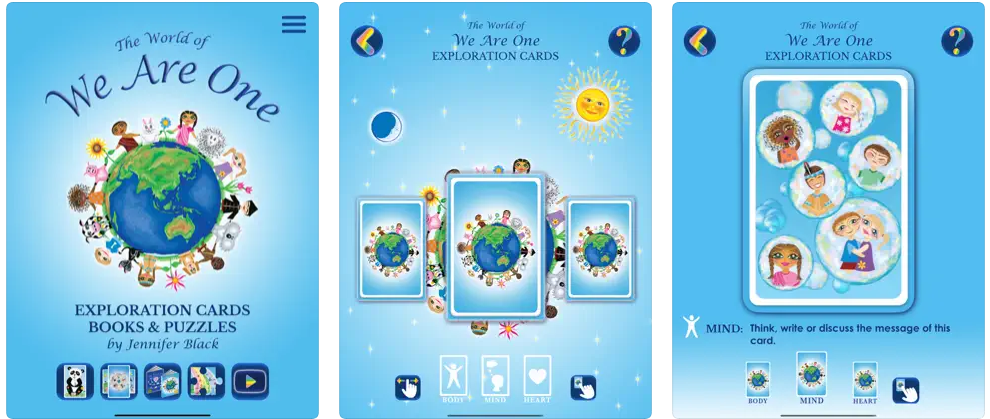 The World of
We Are One
EXPLORATION CARDS
BOOKS & PUZZLES
by Jennifer Black
The World of
We Are One
EXPLORATION CARDS
?
BODY
MIND
HEART
The World of
We Are One
EXPLORATION CARDS
?
MIND: Think, write or discuss the message of this
card.
BODY
MIND
HEART